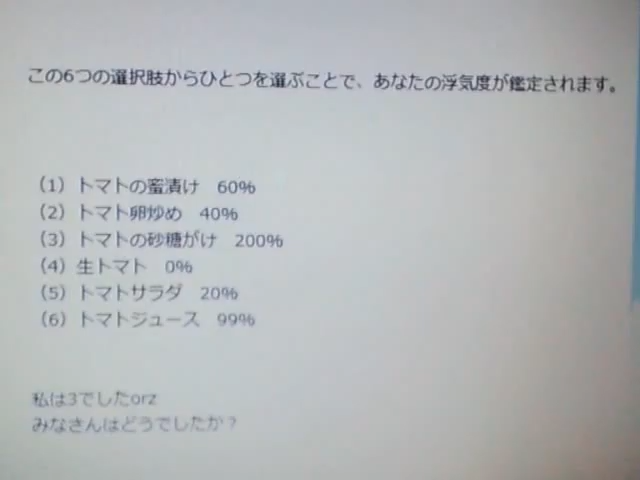 この6つの選択肢からひとつを選ぶことで、あなたの浮気度が鑑定されます。
（1）トマトの蜜漬け　60%
（2）トマト卵炒め　40%
（3）トマトの砂糖がけ　200%
（4）生トマト　0%
（5）トマトサラダ　20%
（6）トマトジュース　99%
私は3でしたorz
みなさんはどうでしたか？